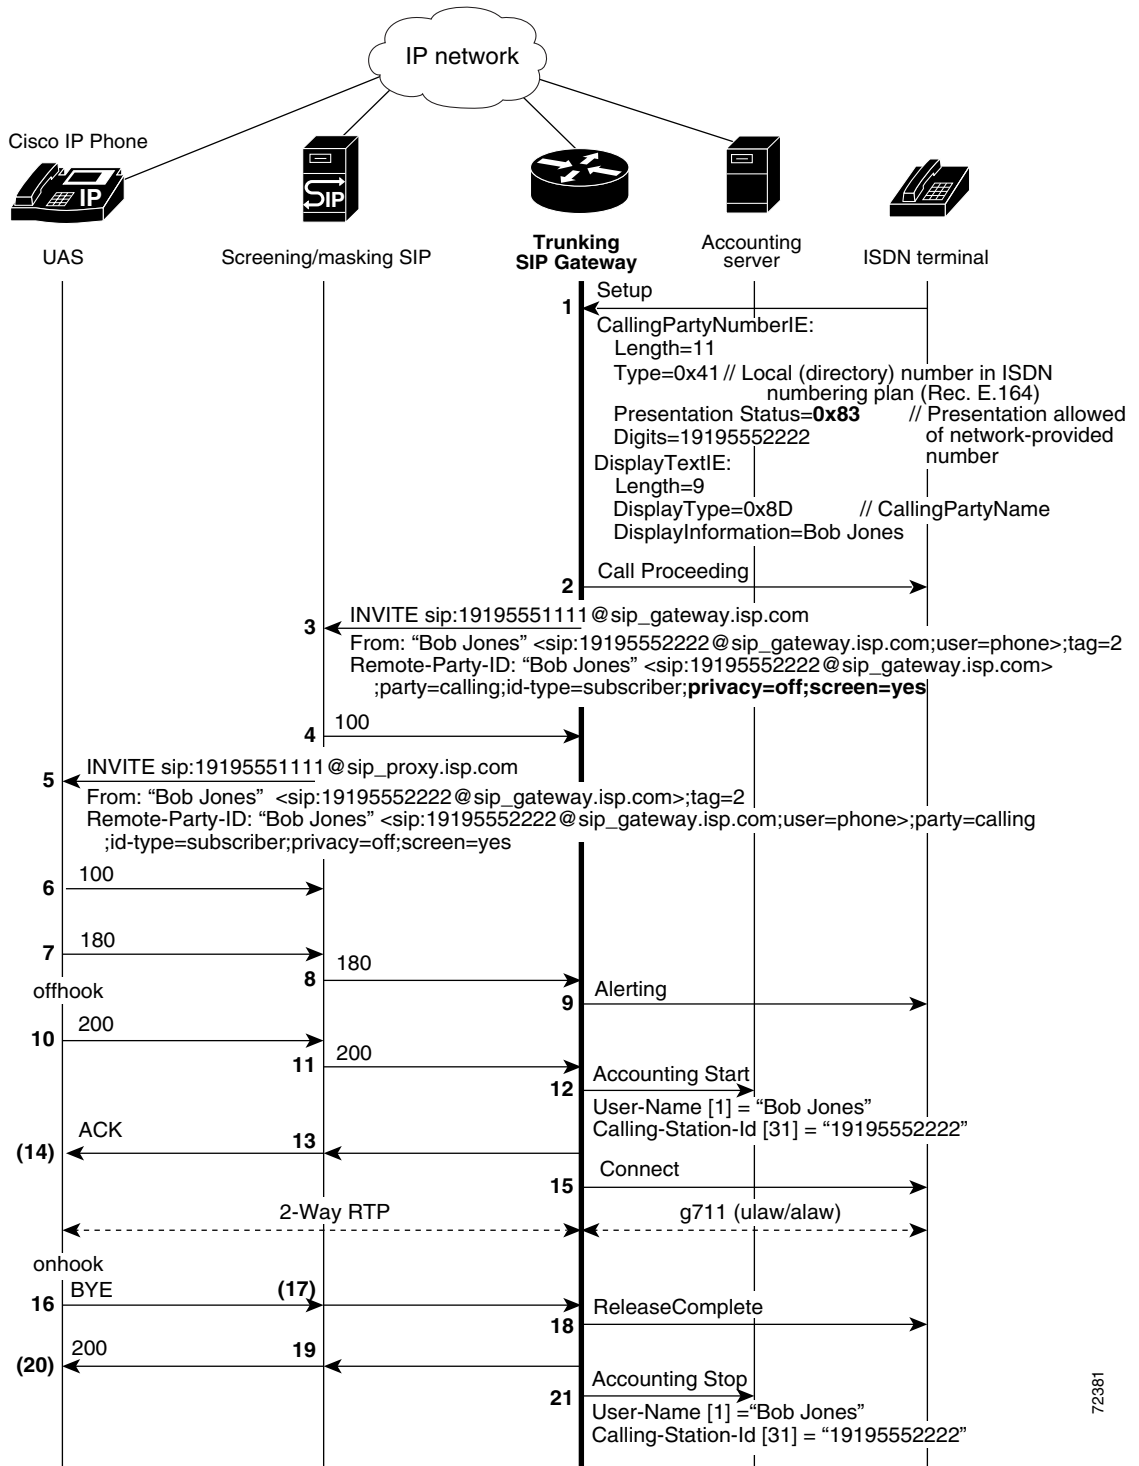 IP network
Cisco IP Phone
IP
SIP
UAS
Screening/masking SIP
Trunking
SIP Gateway
Accounting
server
ISDN terminal
1
Setup
CallingPartyNumberIE:
Length=11
Type=0x41 // Local (directory) number in ISDN
numbering plan (Rec. E.164)
Presentation Status=0x83 // Presentation allowed
Digits=19195552222 of network-provided
number
DisplayTextIE:
Length=9
DisplayType=0x8D // CallingPartyName
DisplayInformation=Bob Jones
2 Call Proceeding
3 INVITE sip:19195551111@sip_gateway.isp.com
From: “Bob Jones” <sip:19195552222@sip_gateway.isp.com;user=phone>;tag=2
Remote-Party-ID: “Bob Jones” <sip:19195552222@sip_gateway.isp.com>
;party=calling;id-type=subscriber;privacy=off;screen=yes
4 100
5 INVITE sip:19195551111@sip_proxy.isp.com
From: “Bob Jones” <sip:19195552222@sip_gateway.isp.com>;tag=2
Remote-Party-ID: “Bob Jones” <sip:19195552222@sip_gateway.isp.com;user=phone>;party=calling
;id-type=subscriber;privacy=off;screen=yes
6 100
7 180
8 180
offhook
9 Alerting
10 200
11 200
12 Accounting Start
User-Name [1] = “Bob Jones”
Calling-Station-Id [31] = “19195552222”
(14) ACK 13
15 Connect
2-Way RTP g711 (ulaw/alaw)
onhook
16 BYE (17)
18 ReleaseComplete
(20) 200 19
21 Accounting Stop
User-Name [1] =“Bob Jones”
Calling-Station-Id [31] = “19195552222”
72381